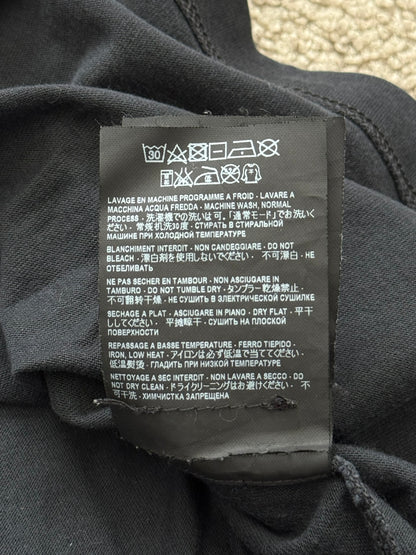 30
LAVAGE EN MACHINE PROGRAMME A FROID - LAVARE A
MACCHINA ACQUA FREDDA - MACHINE WASH, NORMAL
PROCESS - 洗濯機での洗いは可。「通常モード」でお洗いく
ださい。常规机洗30度 - СТИРАТЬ В СТИРАЛЬНОЙ
МАШИНЕ ПРИ ХОЛОДНОЙ ТЕМПЕРАТУРЕ
BLANCHIMENT INTERDIT - NON CANDEGGIARE - DO NOT
BLEACH - 漂白剤を使用しないでください - 不可漂白 - НЕ
ОТБЕЛИВАТЬ
NE PAS SECHER EN TAMBOUR - NON ASCIUGARE IN
TAMBURO - DO NOT TUMBLE DRY - タンブラ乾燥禁止 -
不可翻转干燥 - НЕ СУШИТЬ В ЭЛЕКТРИЧЕСКОЙ СУШИЛКЕ
SECHAGE A PLAT - ASCIUGARE IN PIANO - DRY FLAT - 平干
ししてください。- 平摊晾干 - СУШИТЬ НА ПЛОСКОЙ
ПОВЕРХНОСТИ
REPASSAGE A BASSE TEMPERATURE - FERRO TIEPIDO -
IRON, LOW HEAT - アイロンは必ず低温で当てください -
低温熨烫 - ГЛАДИТЬ ПРИ НИЗКОЙ ТЕМПЕРАТУРЕ
NETTOYAGE A SEC INTERDIT - NON LAVARE A SECCO - DO
NOT DRY CLEAN - ドライクリーニングはお避けください - 不
可干洗 - ХИМЧИСТКА ЗАПРЕЩЕНА